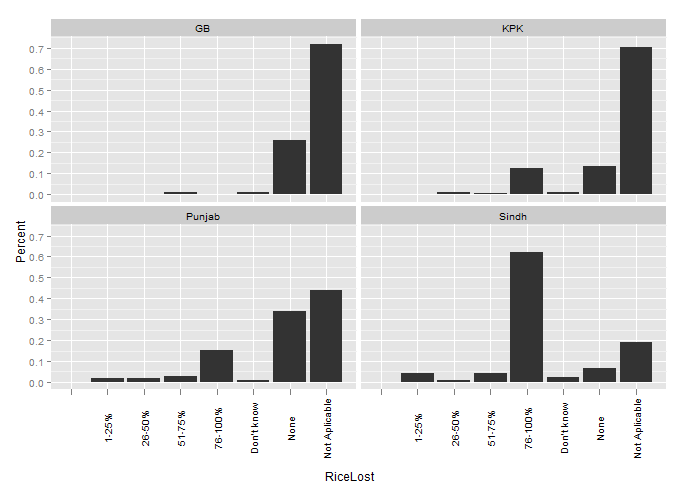 GB
KPK
0.7
0.6
0.5
0.4
0.3
0.2
0.1
0.0
Punjab
Sindh
0.7
0.6
0.5
0.4
0.3
0.2
0.1
0.0
Percent
1-25%
26-50%
51-75%
76-100%
Don't know
None
Not Aplicable
1-25%
26-50%
51-75%
76-100%
Don't know
None
Not Aplicable
RiceLost